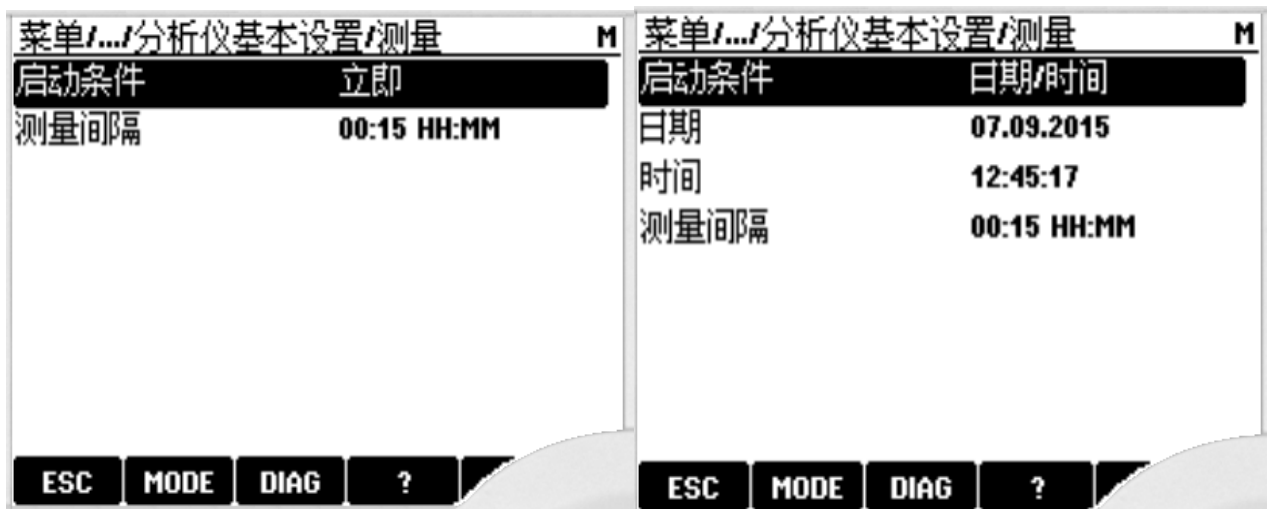 菜单/.../分析仪基本设置/测量 M
启动条件 立即
测量间隔 00:15 HH:MM
ESC MODE DIAG ?
菜单/.../分析仪基本设置/测量 M
启动条件 日期/时间
日期 07.09.2015
时间 12:45:17
测量间隔 00:15 HH:MM
ESC MODE DIAG ?